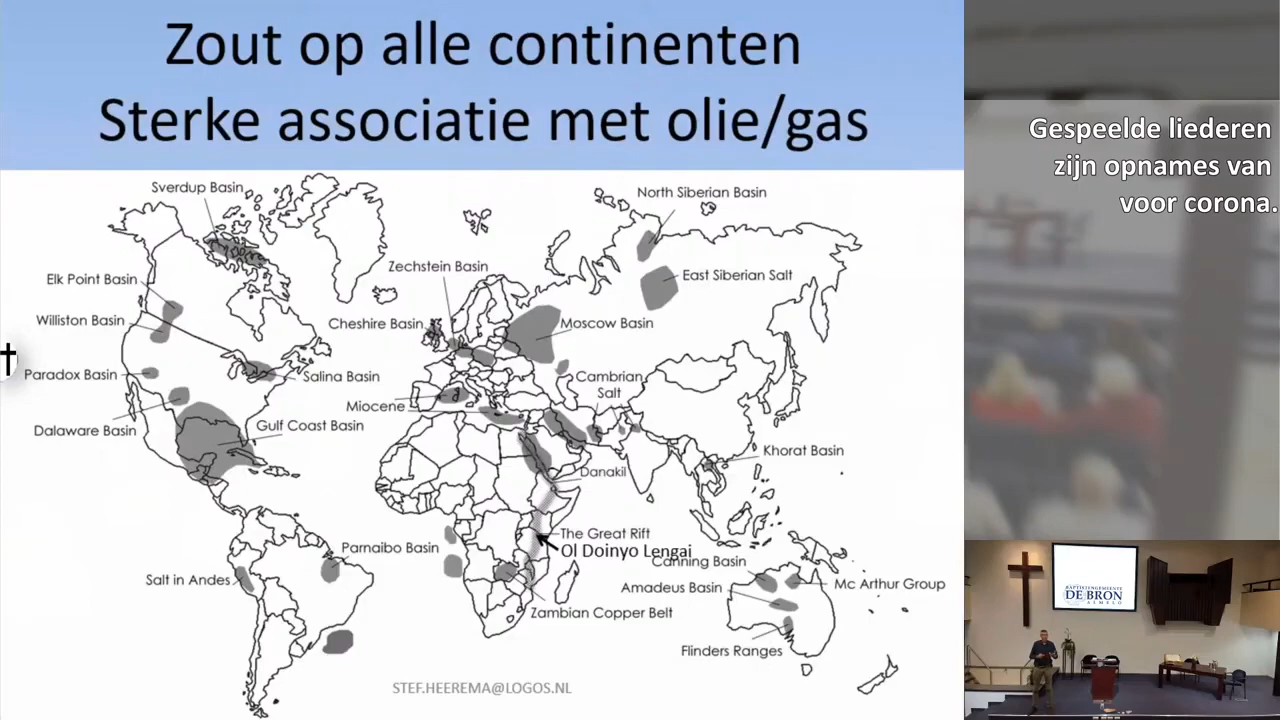 Zout op alle continenten
Sterke associatie met olie/gas
Gespeelde liederen
zijn opnames van
voor corona.
Sverdup Basin
North Siberian Basin
Zechstein Basin
East Siberian Salt
Elk Point Basin
Williston Basin
Cheshire Basin
Moscow Basin
Paradox Basin
Salina Basin
Cambrian
Salt
Miocene
Dalaware Basin
Gulf Coast Basin
Khorat Basin
Danakil
The Great Rift
Ol Doinyo Lengai
Parnaibo Basin
Canning Basin
Salt in Andes
Amadeus Basin
Mc Arthur Group
Zambian Copper Belt
Flinders Ranges
STEF.HEEREMA@LOGOS.NL
BAPTISTENGEMEENTE
DE BRON
ALMELO